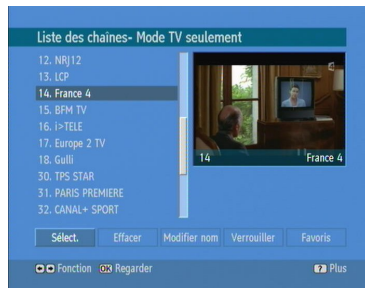 Liste des chaînes- Mode TV seulement
12. NRJ12
13. LCP
14. France 4
15. BFM TV
16. i>TELE
17. Europe 2 TV
18. Gulli
30. TPS STAR
31. PARIS PREMIERE
32. CANAL+ SPORT
14 France 4
Sélect. Effacer Modifier nom Verrouiller Favoris
Fonction OK Regarder 7 Plus